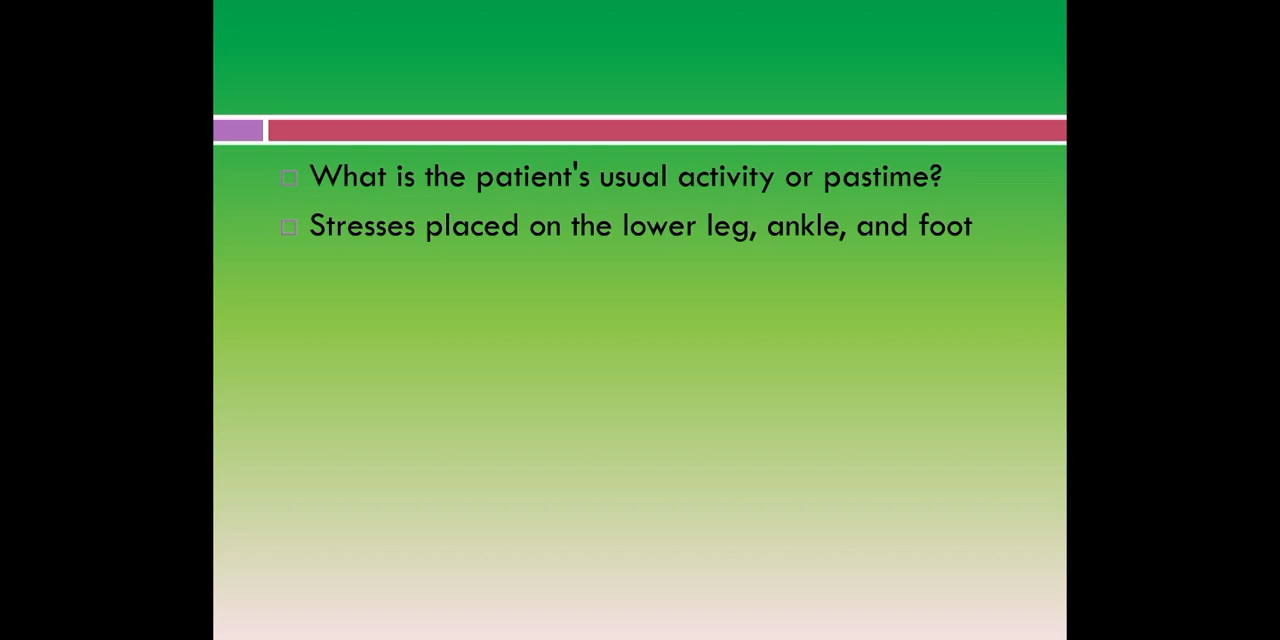 What is the patient's usual activity or pastime?
Stresses placed on the lower leg, ankle, and foot